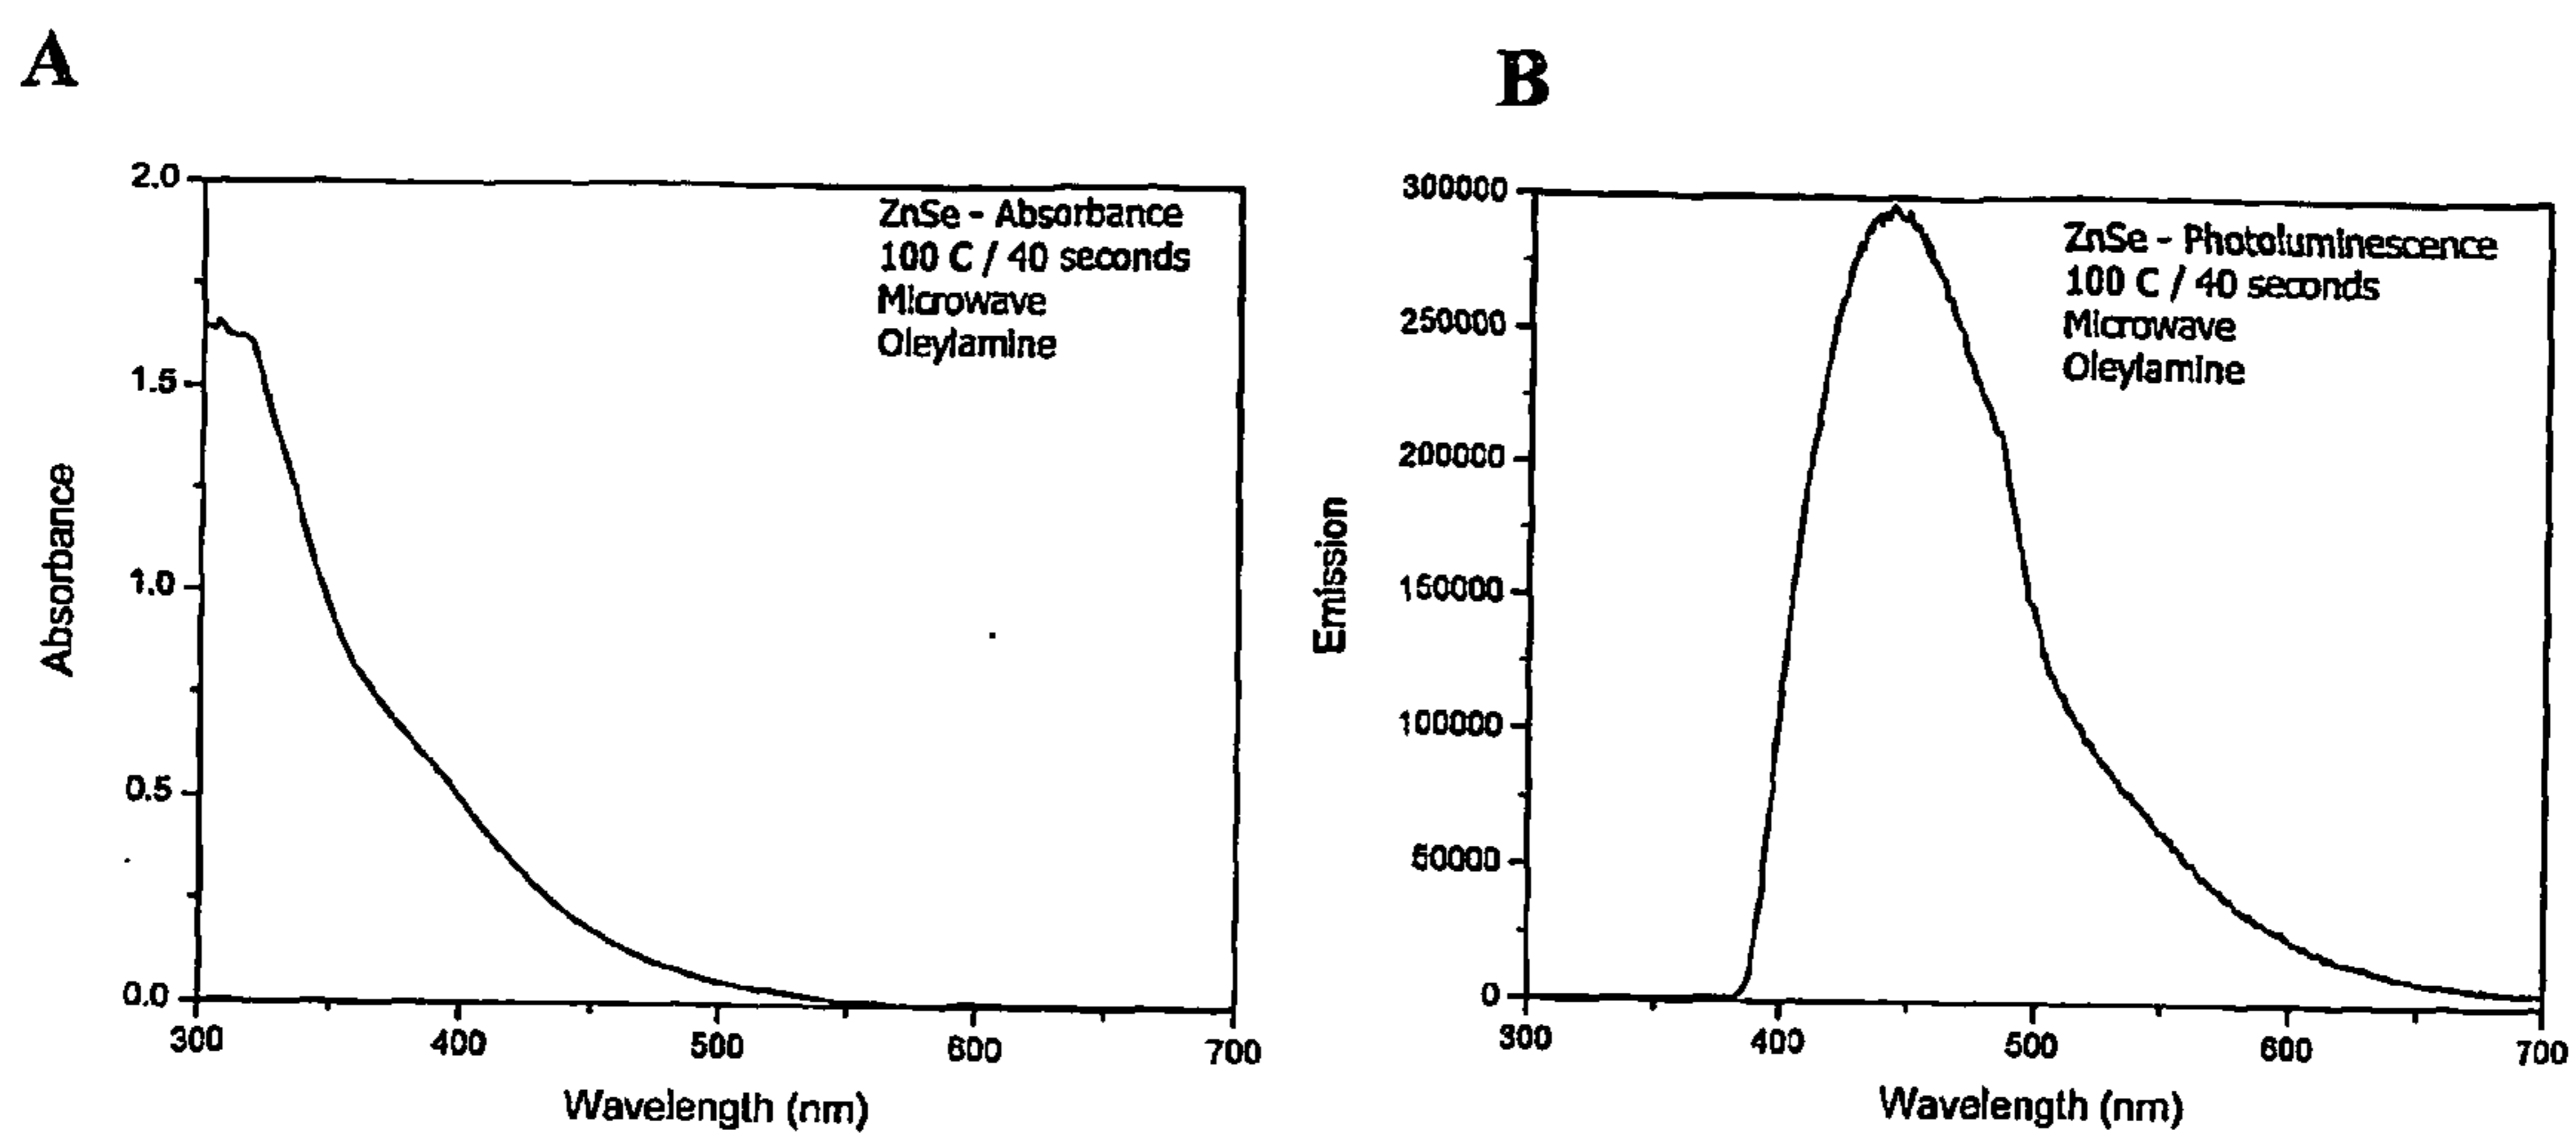 A
B
2.0
1.5
1.0
0.5
0.0
300
400
500
600
700
Absorbance
Wavelength (nm)
ZnSe - Absorbance
100 C / 40 seconds
Microwave
Oleylamine
300000
250000
200000
150000
100000
50000
0
300
400
500
600
700
Emission
Wavelength (nm)
ZnSe - Photoluminescence
100 C / 40 seconds
Microwave
Oleylamine